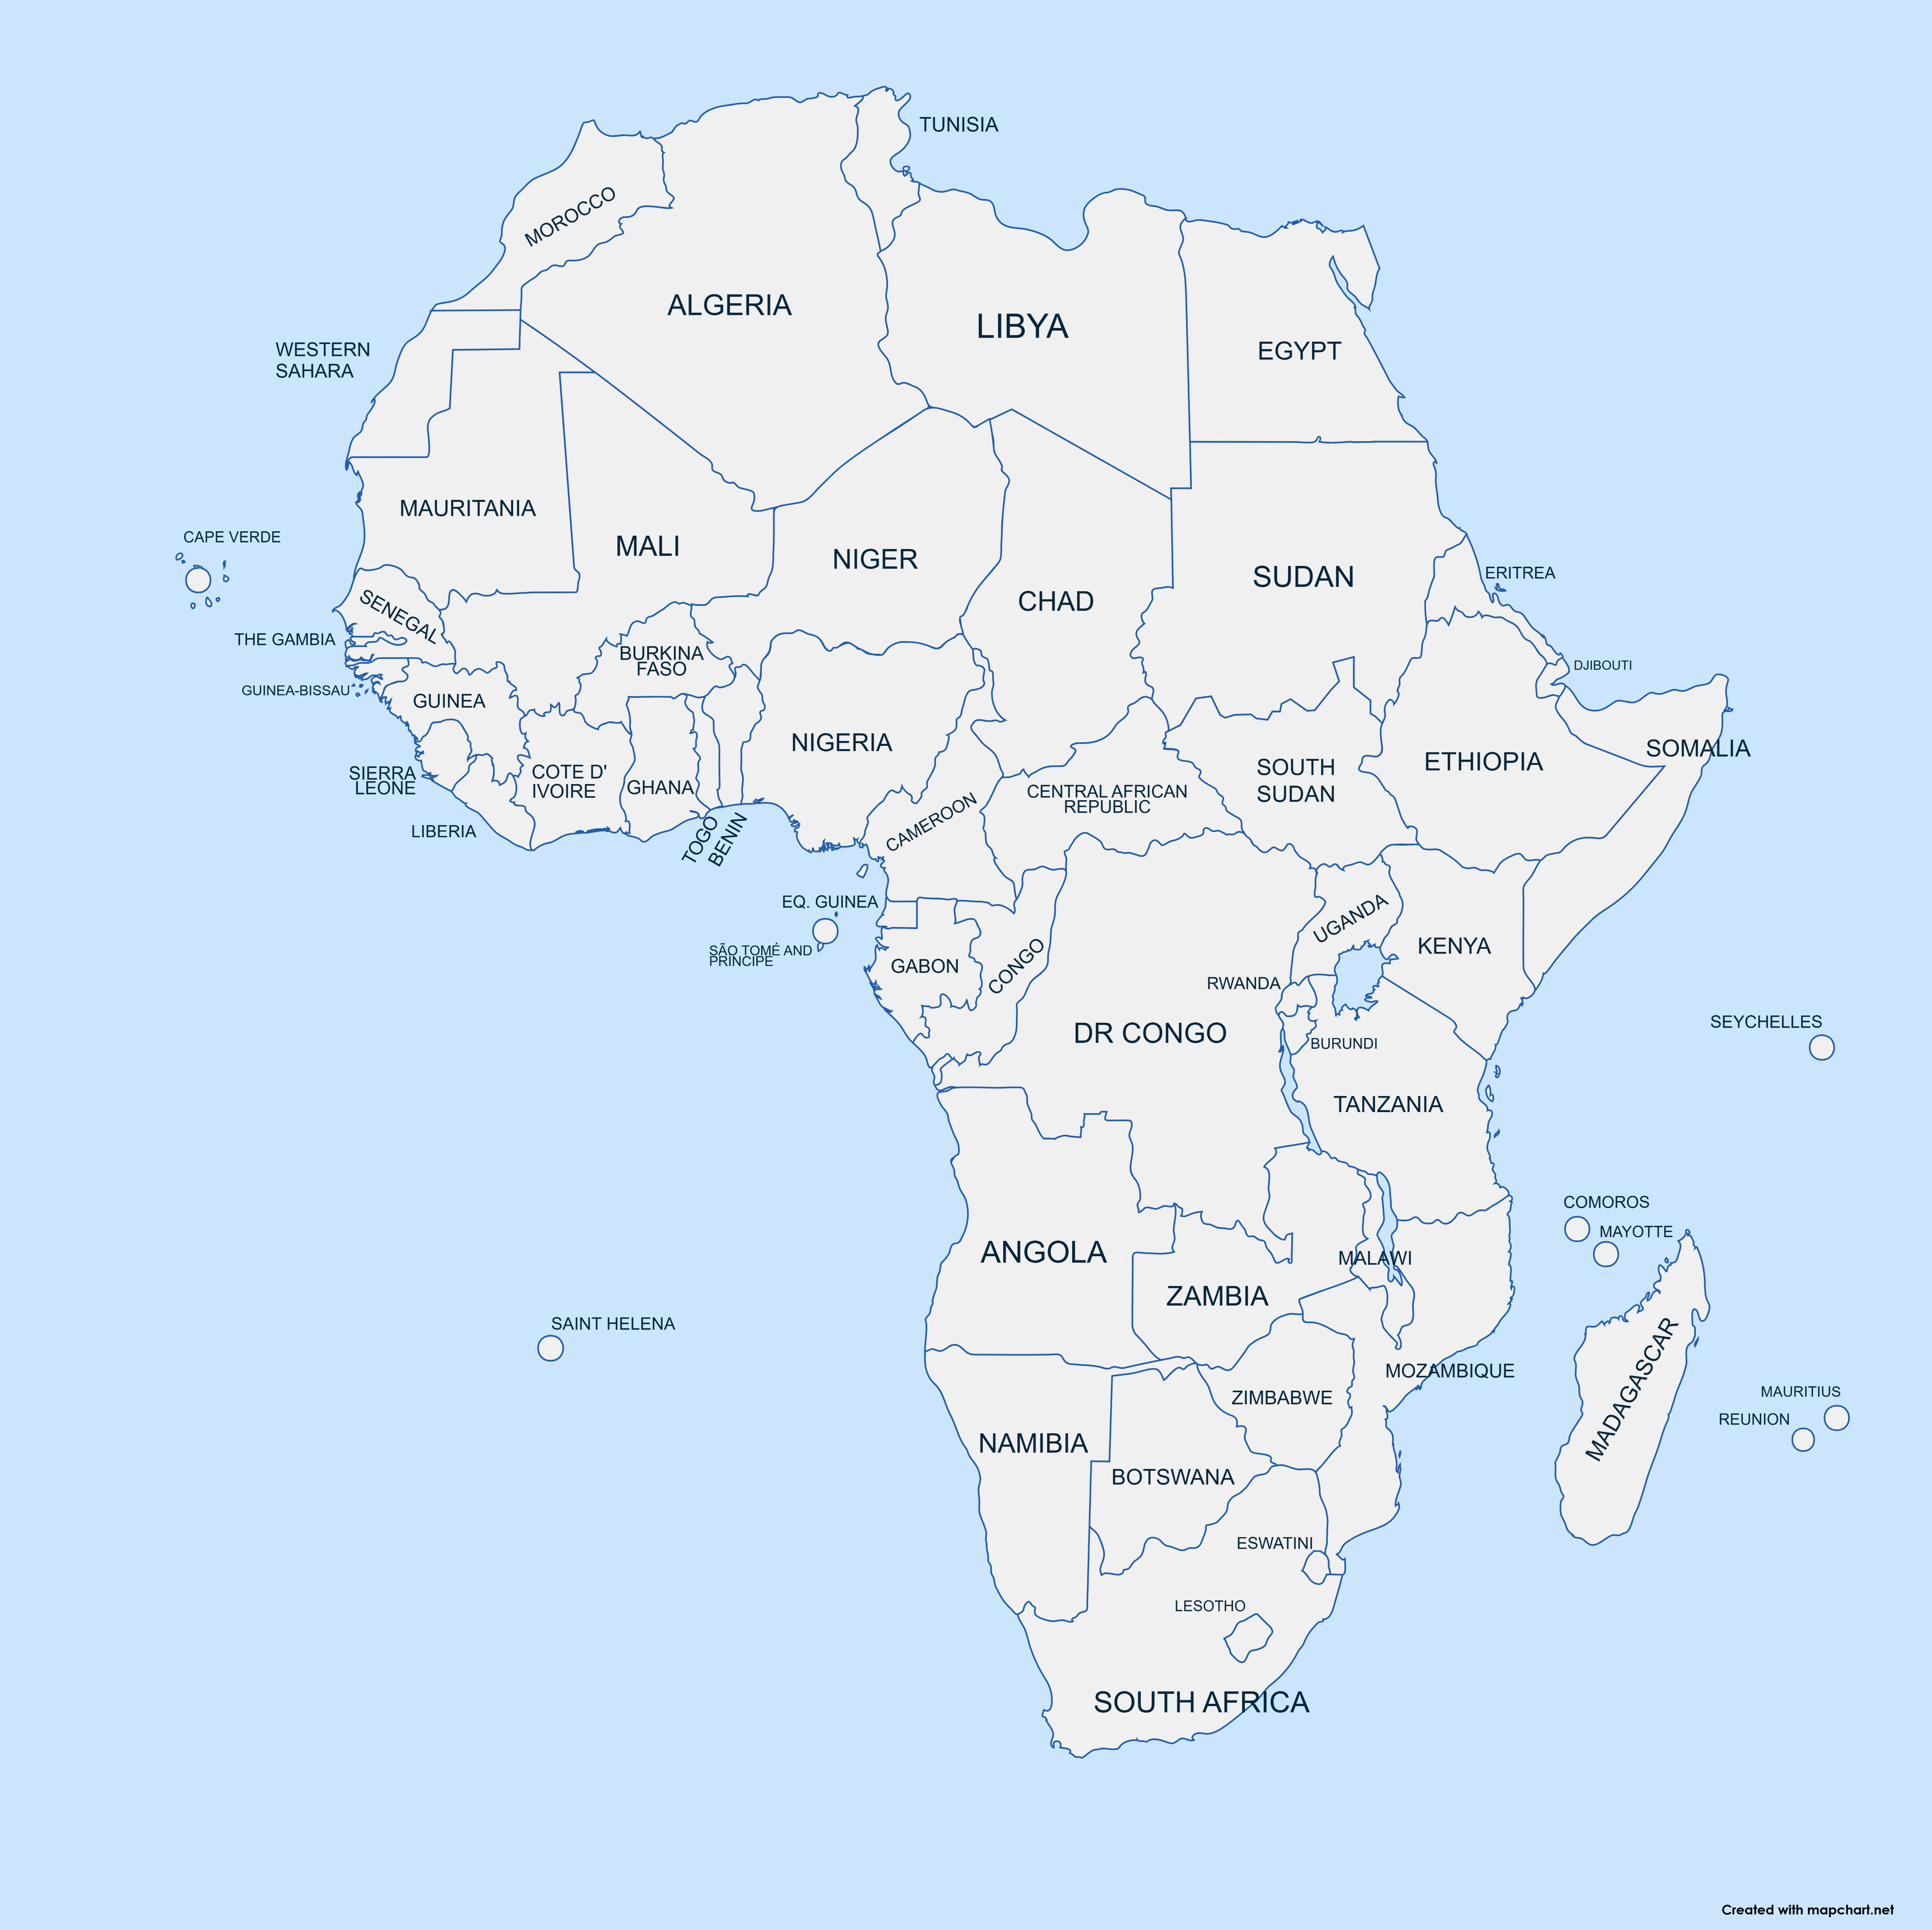 TUNISIA
MOROCCO
ALGERIA
LIBYA
EGYPT
WESTERN
SAHARA
MAURITANIA
MALI
NIGER
CHAD
SUDAN
ERITREA
CAPE VERDE
SENEGAL
THE GAMBIA
GUINEA-BISSAU
GUINEA
BURKINA
FASO
DJIBOUTI
NIGERIA
SIERRA
LEONE
COTE D'
IVOIRE
GHANA
LIBERIA
TOGO
BENIN
CAMEROON
CENTRAL AFRICAN
REPUBLIC
SOUTH
SUDAN
ETHIOPIA
SOMALIA
EQ. GUINEA
SÃO TOMÉ AND
PRINCIPE
GABON
CONGO
UGANDA
KENYA
RWANDA
DR CONGO
BURUNDI
SEYCHELLES
TANZANIA
COMOROS
MAYOTTE
ANGOLA
MALAWI
ZAMBIA
SAINT HELENA
MOZAMBIQUE
ZIMBABWE
MADAGASCAR
MAURITIUS
REUNION
NAMIBIA
BOTSWANA
ESWATINI
LESOTHO
SOUTH AFRICA
Created with mapchart.net